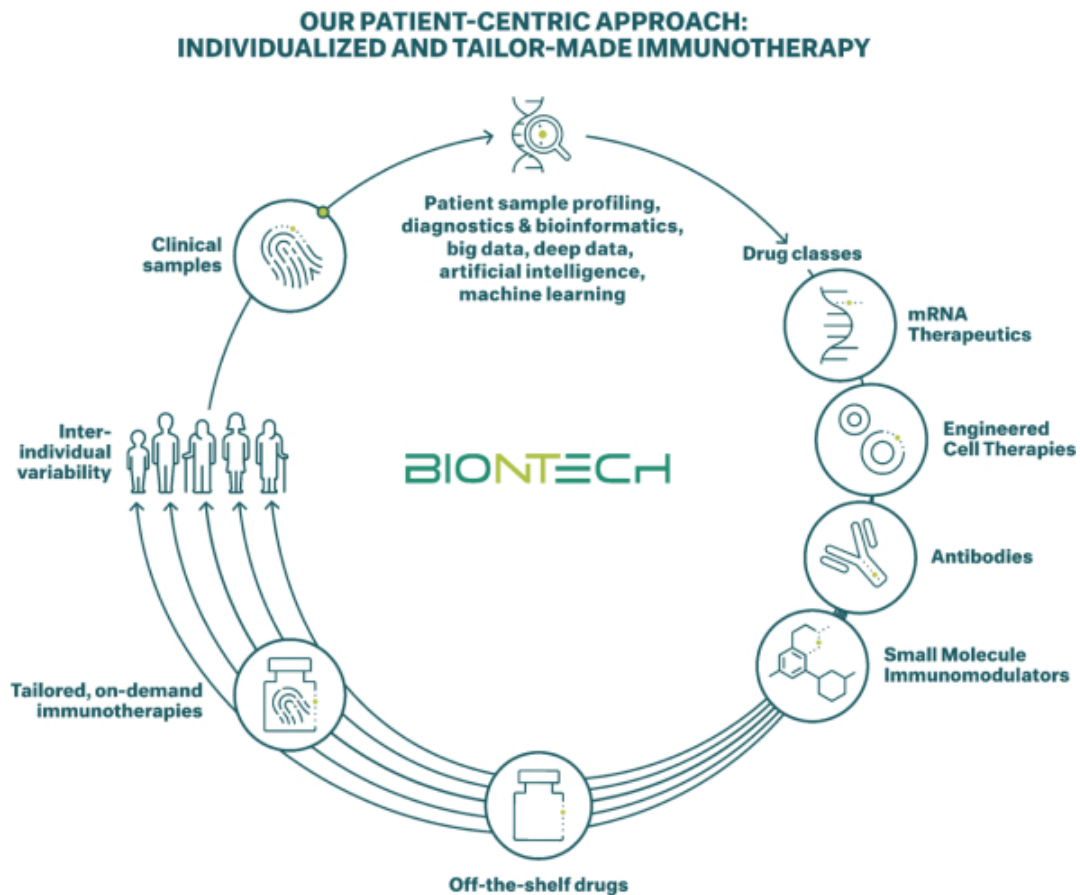 OUR PATIENT-CENTRIC APPROACH:
INDIVIDUALIZED AND TAILOR-MADE IMMUNOTHERAPY
Patient sample profiling,
diagnostics & bioinformatics,
big data, deep data,
artificial intelligence,
machine learning
Clinical
samples
Drug classes
mRNA
Therapeutics
Inter-
individual
variability
BIONTECH
Engineered
Cell Therapies
Antibodies
Small Molecule
Immunomodulators
Tailored, on-demand
immunotherapies
Off-the-shelf drugs